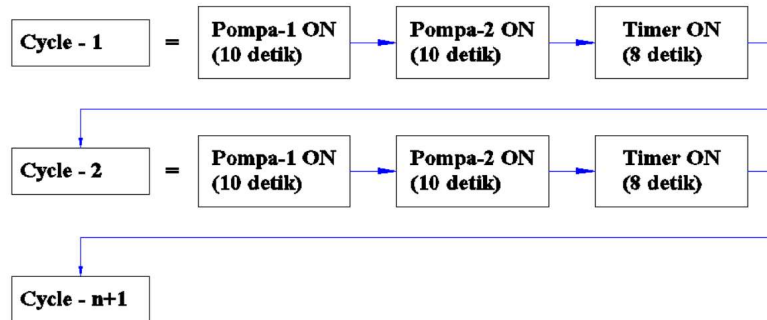 Cycle - 1 = Pompa-1 ON Pompa-2 ON Timer ON
(10 detik) (10 detik) (8 detik)
Cycle - 2 = Pompa-1 ON Pompa-2 ON Timer ON
(10 detik) (10 detik) (8 detik)
Cycle - n+1